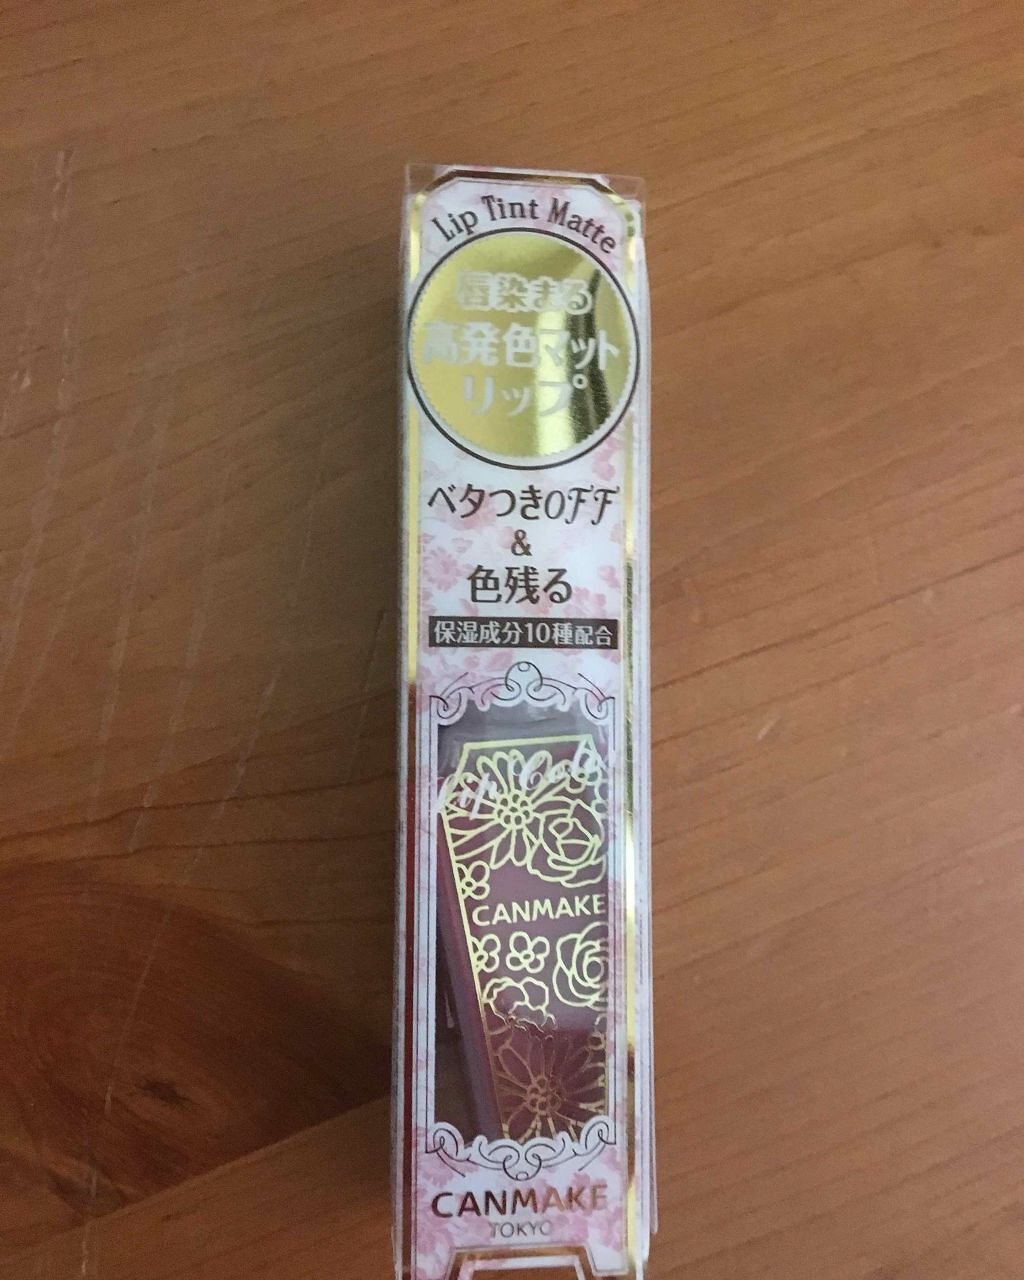 Lip Tint Matte
唇染まる
高発色マット
リップ
ベタつきOFF
&
色残る
保湿成分10種配合
Lip Color
CANMAKE
CANMAKE
TOKYO